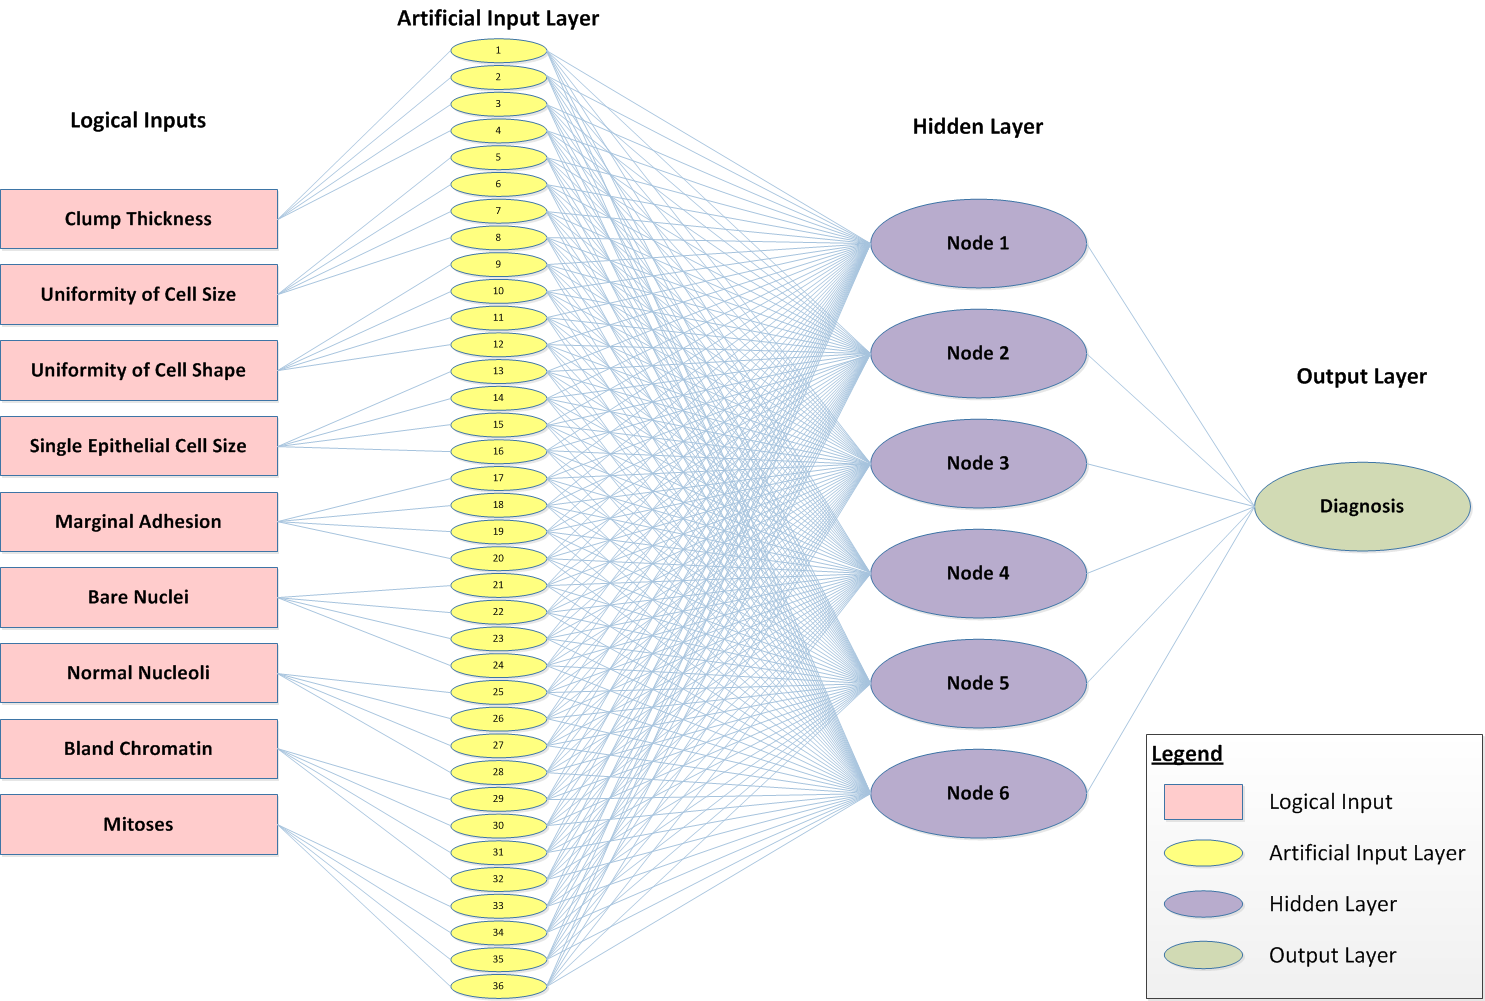 Artificial Input Layer
Logical Inputs
Hidden Layer
Output Layer
Clump Thickness
Uniformity of Cell Size
Uniformity of Cell Shape
Single Epithelial Cell Size
Marginal Adhesion
Bare Nuclei
Normal Nucleoli
Bland Chromatin
Mitoses
1
2
3
4
5
6
7
8
9
10
11
12
13
14
15
16
17
18
19
20
21
22
23
24
25
26
27
28
29
30
31
32
33
34
35
36
Node 1
Node 2
Node 3
Node 4
Node 5
Node 6
Diagnosis
Legend
Logical Input
Artificial Input Layer
Hidden Layer
Output Layer